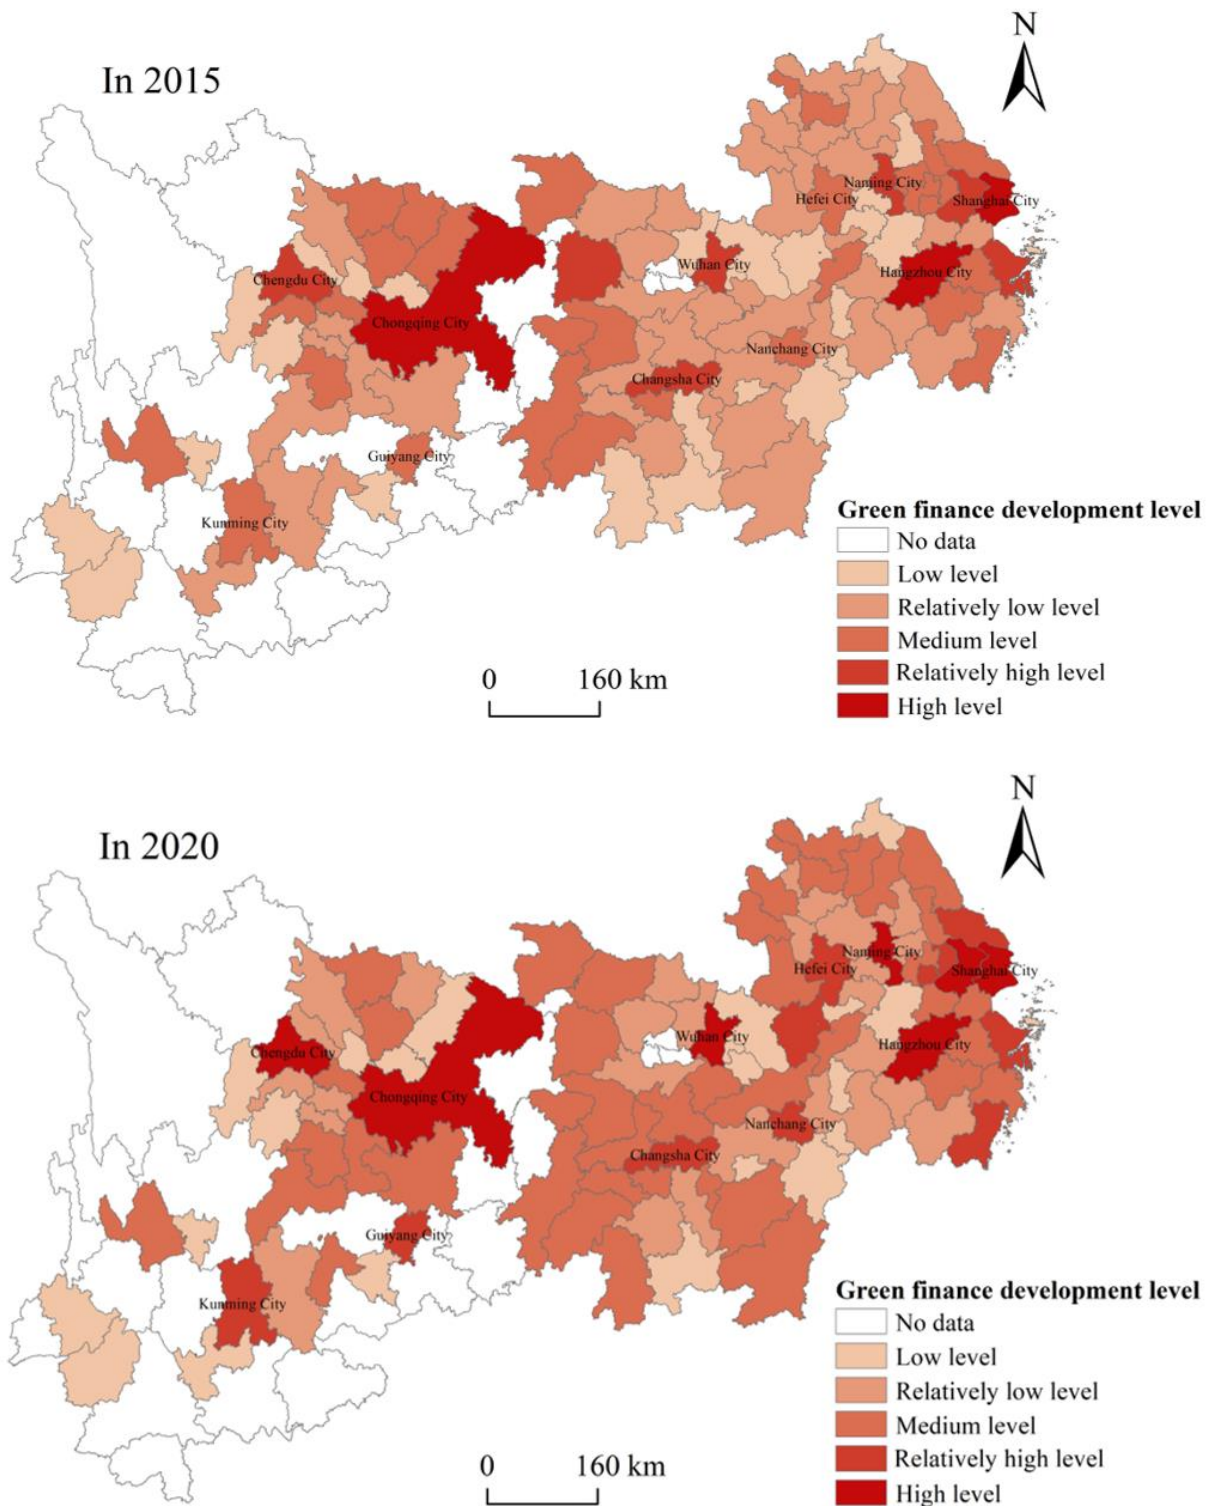 N
In 2015
Nanjing City
Hefei City
Shanghai City
Wuhan City
Hangzhou City
Chengdu City
Chongqing City
Nanchang City
Changsha City
Guiyang City
Kunming City
Green finance development level
No data
Low level
Relatively low level
Medium level
Relatively high level
High level
0 160 km
N
In 2020
Nanjing City
Hefei City
Shanghai City
Wuhan City
Hangzhou City
Chengdu City
Chongqing City
Nanchang City
Changsha City
Guiyang City
Kunming City
Green finance development level
No data
Low level
Relatively low level
Medium level
Relatively high level
High level
0 160 km